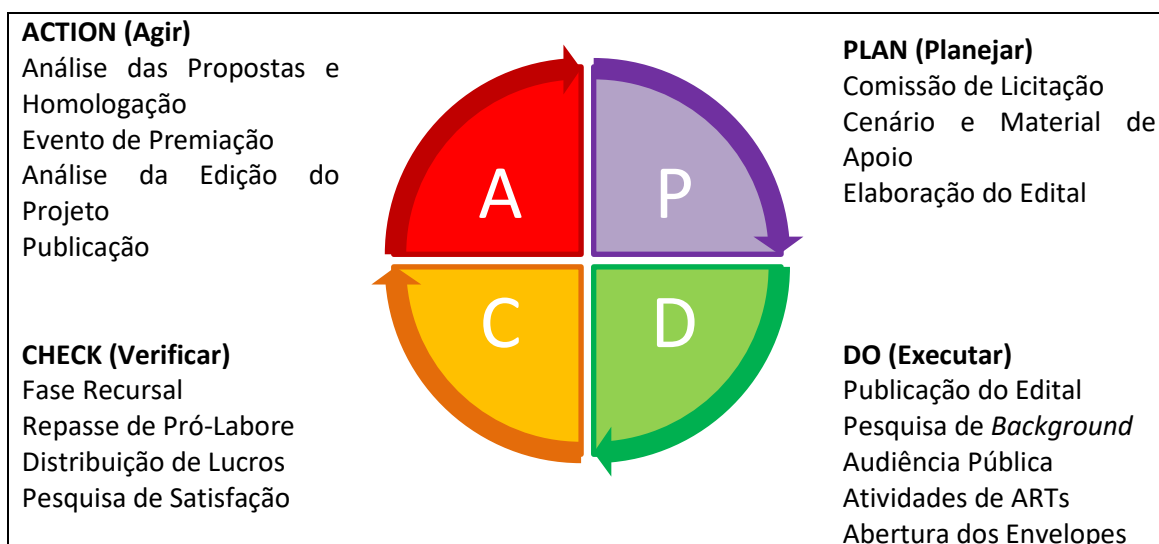 ACTION (Agir)
Análise das Propostas e
Homologação
Evento de Premiação
Análise da Edição do
Projeto
Publicação
PLAN (Planejar)
Comissão de Licitação
Cenário e Material de
Apoio
Elaboração do Edital
A
P
C
D
CHECK (Verificar)
Fase Recursal
Repasse de Pró-Labore
Distribuição de Lucros
Pesquisa de Satisfação
DO (Executar)
Publicação do Edital
Pesquisa de Background
Audiência Pública
Atividades de ARTs
Abertura dos Envelopes